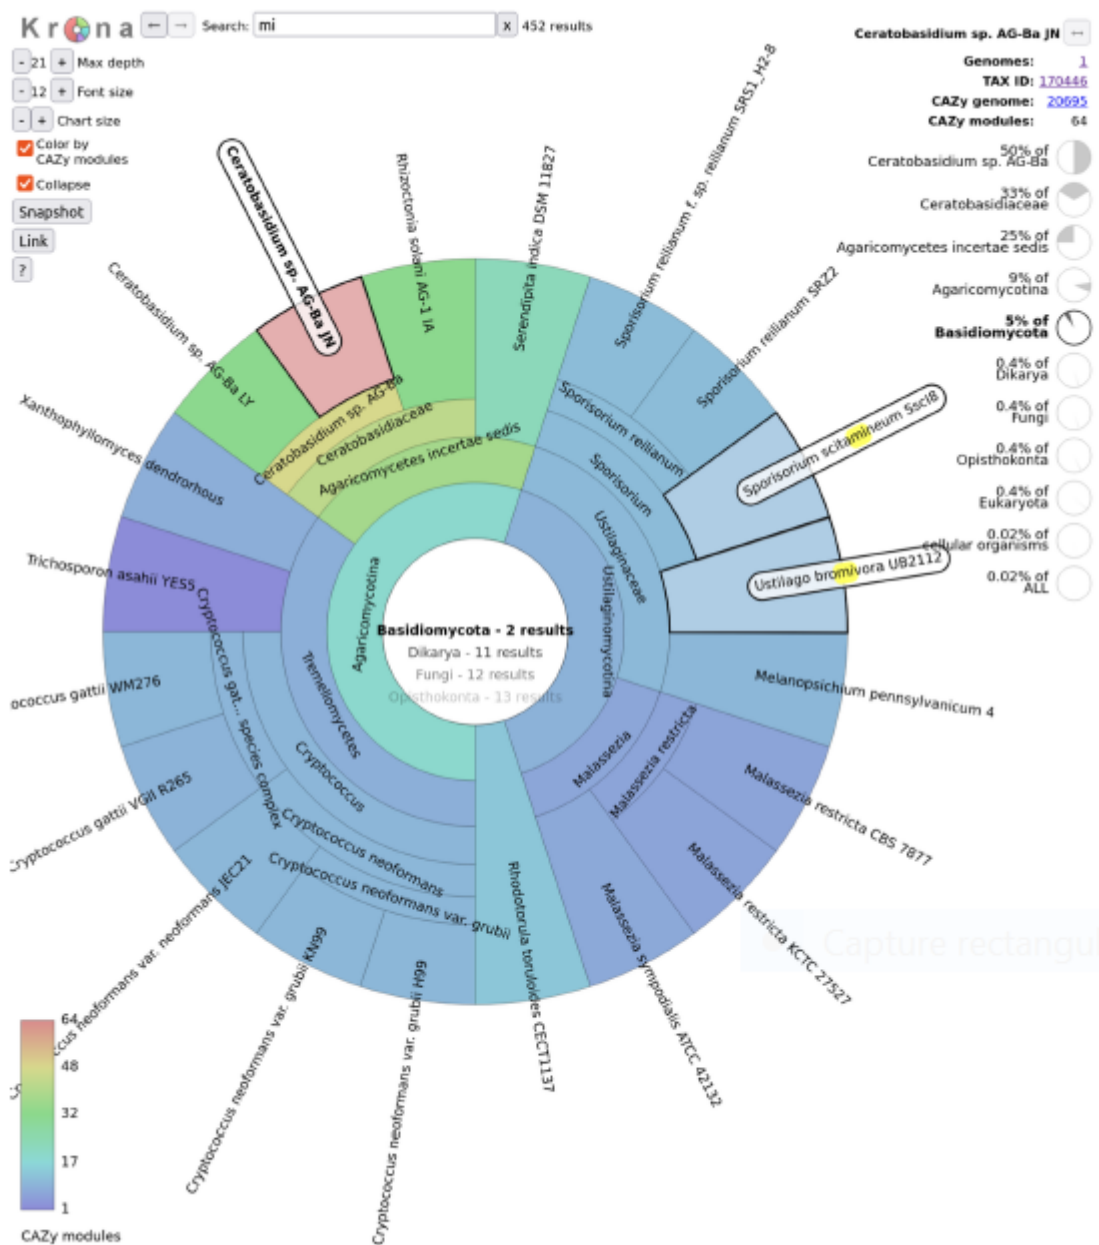 Krona
← → Search: mi x 452 results
- 21 + Max depth
- 12 + Font size
- + Chart size
Color by
CAZy modules
Collapse
Snapshot
Link
?
Ceratobasidium sp. AG-Ba JN ↔
Genomes: 1
TAX ID: 170446
CAZy genome: 20695
CAZy modules: 64
50% of
Ceratobasidium sp. AG-Ba
33% of
Ceratobasidiaceae
25% of
Agaricomycetes incertae sedis
9% of
Agaricomycotina
5% of
Basidiomycota
0.4% of
Dikarya
0.4% of
Fungi
0.4% of
Opisthokonta
0.4% of
Eukaryota
0.02% of
cellular organisms
0.02% of
ALL
Ceratobasidium sp. AG-Ba JN
Rhizoctonia solani AG-1 IA
Serendipita indica DSM 11827
Sporisorium reilianum f. sp. reilianum SRS1_H2-8
Sporisorium reilianum SRZ2
Sporisorium scitamineum SsciB
Ustilago bromivora UB2112
Melanopsichium pennsylvanicum 4
Malassezia restricta CBS 7877
Malassezia restricta KCTC 27527
Malassezia sympodialis ATCC 42132
Rhodotorula toruloides CECT1137
Cryptococcus neoformans var. grubii H99
Cryptococcus neoformans var. grubii KN99
cus neoformans var. neoformans JEC21
Cryptococcus gattii VGII R265
ococcus gattii WM276
Trichosporon asahii YES5
Xanthophyllomyces dendrorhous
Ceratobasidium sp. AG-Ba LY
Ceratobasidium sp. AG-Ba
Ceratobasidiaceae
Agaricomycetes incertae sedis
Agaricomycotina
Tremellomycetes
Cryptococcus
Cryptococcus gat... species complex
Cryptococcus neoformans
Cryptococcus neoformans var. grubii
Sporisorium reilianum
Sporisorium
Ustilaginaceae
Ustilaginomycotina
Malassezia
Malassezia restricta
Basidiomycota - 2 results
Dikarya - 11 results
Fungi - 12 results
Opisthokonta - 13 results
Capture rectangul
64
48
32
17
1
CAZy modules